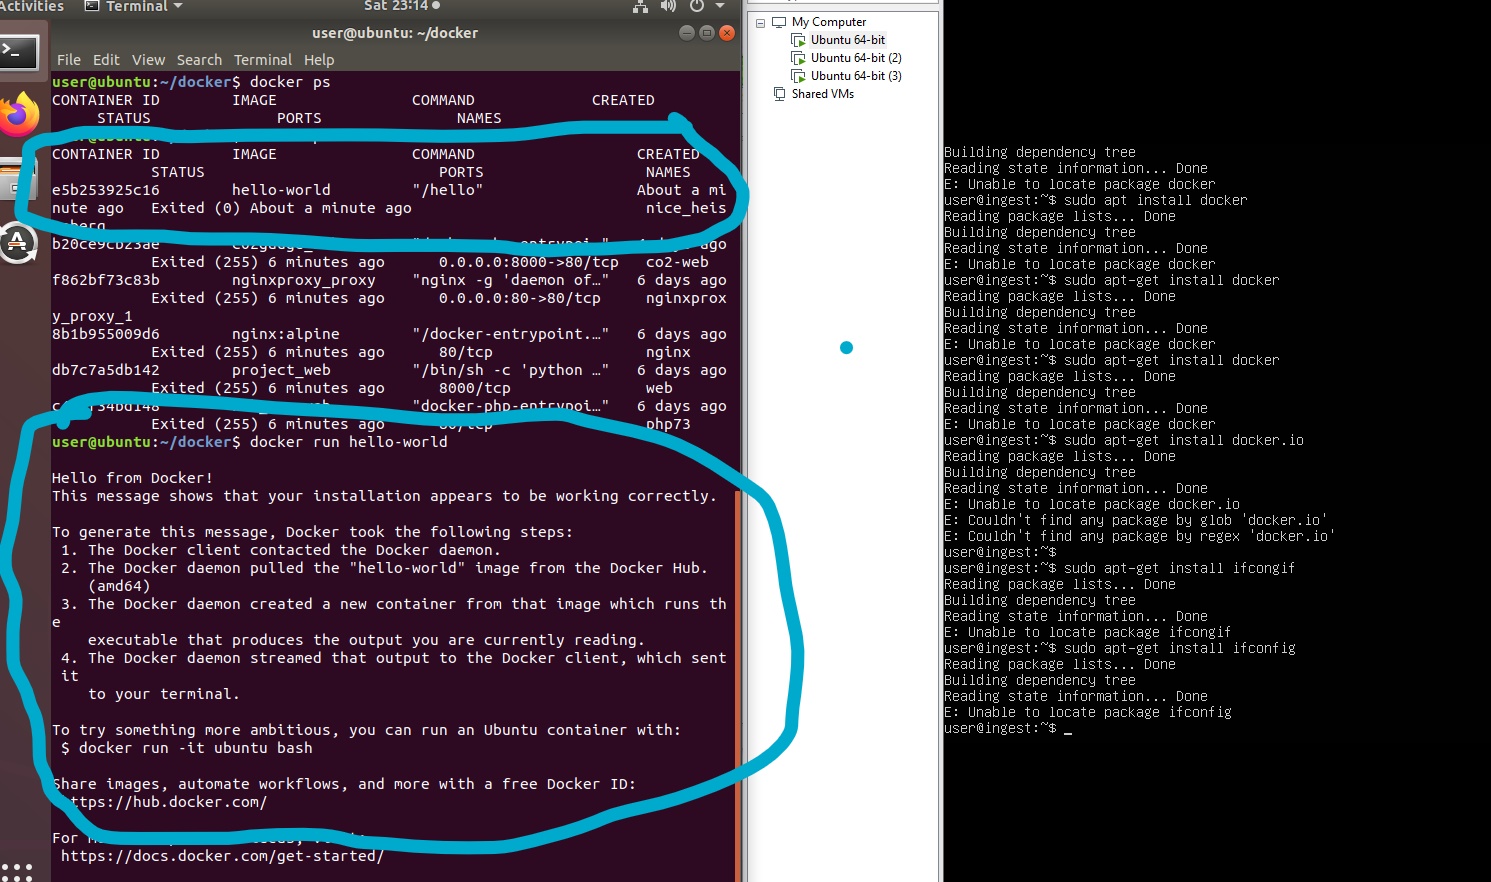 Activities
Terminal
Sat 23:14
user@ubuntu: ~/docker
File Edit View Search Terminal Help
user@ubuntu:~/docker$ docker ps
CONTAINER ID IMAGE COMMAND CREATED
STATUS PORTS NAMES
CONTAINER ID IMAGE COMMAND CREATED
STATUS PORTS NAMES
e5b253925c16 hello-world "/hello" About a mi
nute ago Exited (0) About a minute ago nice_heis
b20ce9cb23ae days ago
Exited (255) 6 minutes ago 0.0.0.0:8000->80/tcp co2-web
f862bf73c83b nginxproxy_proxy "nginx -g 'daemon of…" 6 days ago
Exited (255) 6 minutes ago 0.0.0.0:80->80/tcp nginxprox
y_proxy_1
8b1b955009d6 nginx:alpine "/docker-entrypoint.…" 6 days ago
Exited (255) 6 minutes ago 80/tcp nginx
db7c7a5db142 project_web "/bin/sh -c 'python …" 6 days ago
Exited (255) 6 minutes ago 8000/tcp web
"docker-php-entrypoi…" 6 days ago
Exited (255) 6 minutes ago 80/tcp php73
user@ubuntu:~/docker$ docker run hello-world
Hello from Docker!
This message shows that your installation appears to be working correctly.
To generate this message, Docker took the following steps:
1. The Docker client contacted the Docker daemon.
2. The Docker daemon pulled the "hello-world" image from the Docker Hub.
(amd64)
3. The Docker daemon created a new container from that image which runs th
e
executable that produces the output you are currently reading.
4. The Docker daemon streamed that output to the Docker client, which sent
it
to your terminal.
To try something more ambitious, you can run an Ubuntu container with:
$ docker run -it ubuntu bash
Share images, automate workflows, and more with a free Docker ID:
https://hub.docker.com/
For
https://docs.docker.com/get-started/
My Computer
Ubuntu 64-bit
Ubuntu 64-bit (2)
Ubuntu 64-bit (3)
Shared VMs
Building dependency tree
Reading state information... Done
E: Unable to locate package docker
user@ingest:~$ sudo apt install docker
Reading package lists... Done
Building dependency tree
Reading state information... Done
E: Unable to locate package docker
user@ingest:~$ sudo apt-get install docker
Reading package lists... Done
Building dependency tree
Reading state information... Done
E: Unable to locate package docker
user@ingest:~$ sudo apt-get install docker
Reading package lists... Done
Building dependency tree
Reading state information... Done
E: Unable to locate package docker
user@ingest:~$ sudo apt-get install docker.io
Reading package lists... Done
Building dependency tree
Reading state information... Done
E: Unable to locate package docker.io
E: Couldn't find any package by glob 'docker.io'
E: Couldn't find any package by regex 'docker.io'
user@ingest:~$
user@ingest:~$ sudo apt-get install ifcongif
Reading package lists... Done
Building dependency tree
Reading state information... Done
E: Unable to locate package ifcongif
user@ingest:~$ sudo apt-get install ifconfig
Reading package lists... Done
Building dependency tree
Reading state information... Done
E: Unable to locate package ifconfig
user@ingest:~$ _